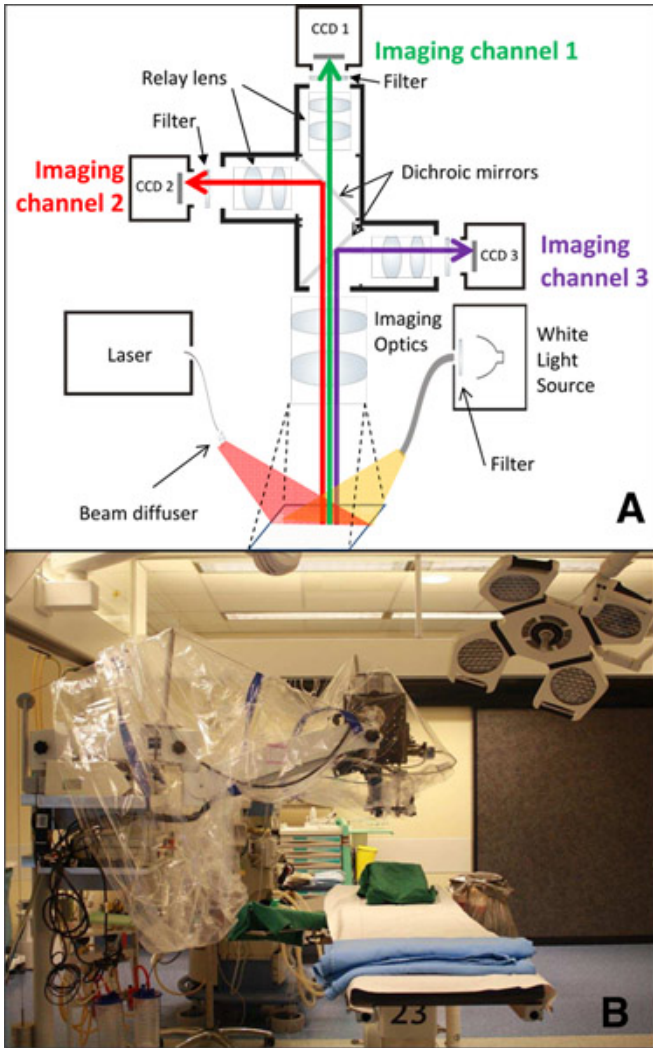 CCD 1
Imaging channel 1
Relay lens
Filter
Filter
Imaging
channel 2
CCD 2
Dichroic mirrors
CCD 3
Imaging
channel 3
Laser
Imaging
Optics
White
Light
Source
Beam diffuser
Filter
A
23
B